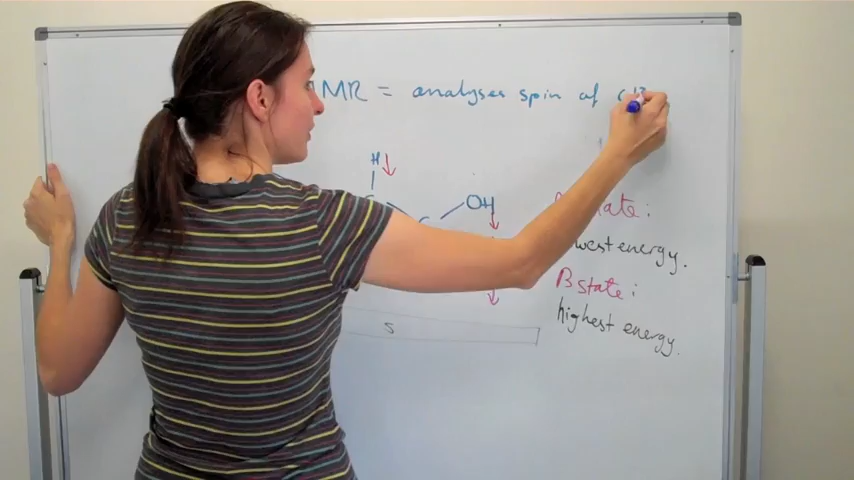 MR = analyses spin of
H
OH
C
state:
west energy.
B state:
highest energy.
S